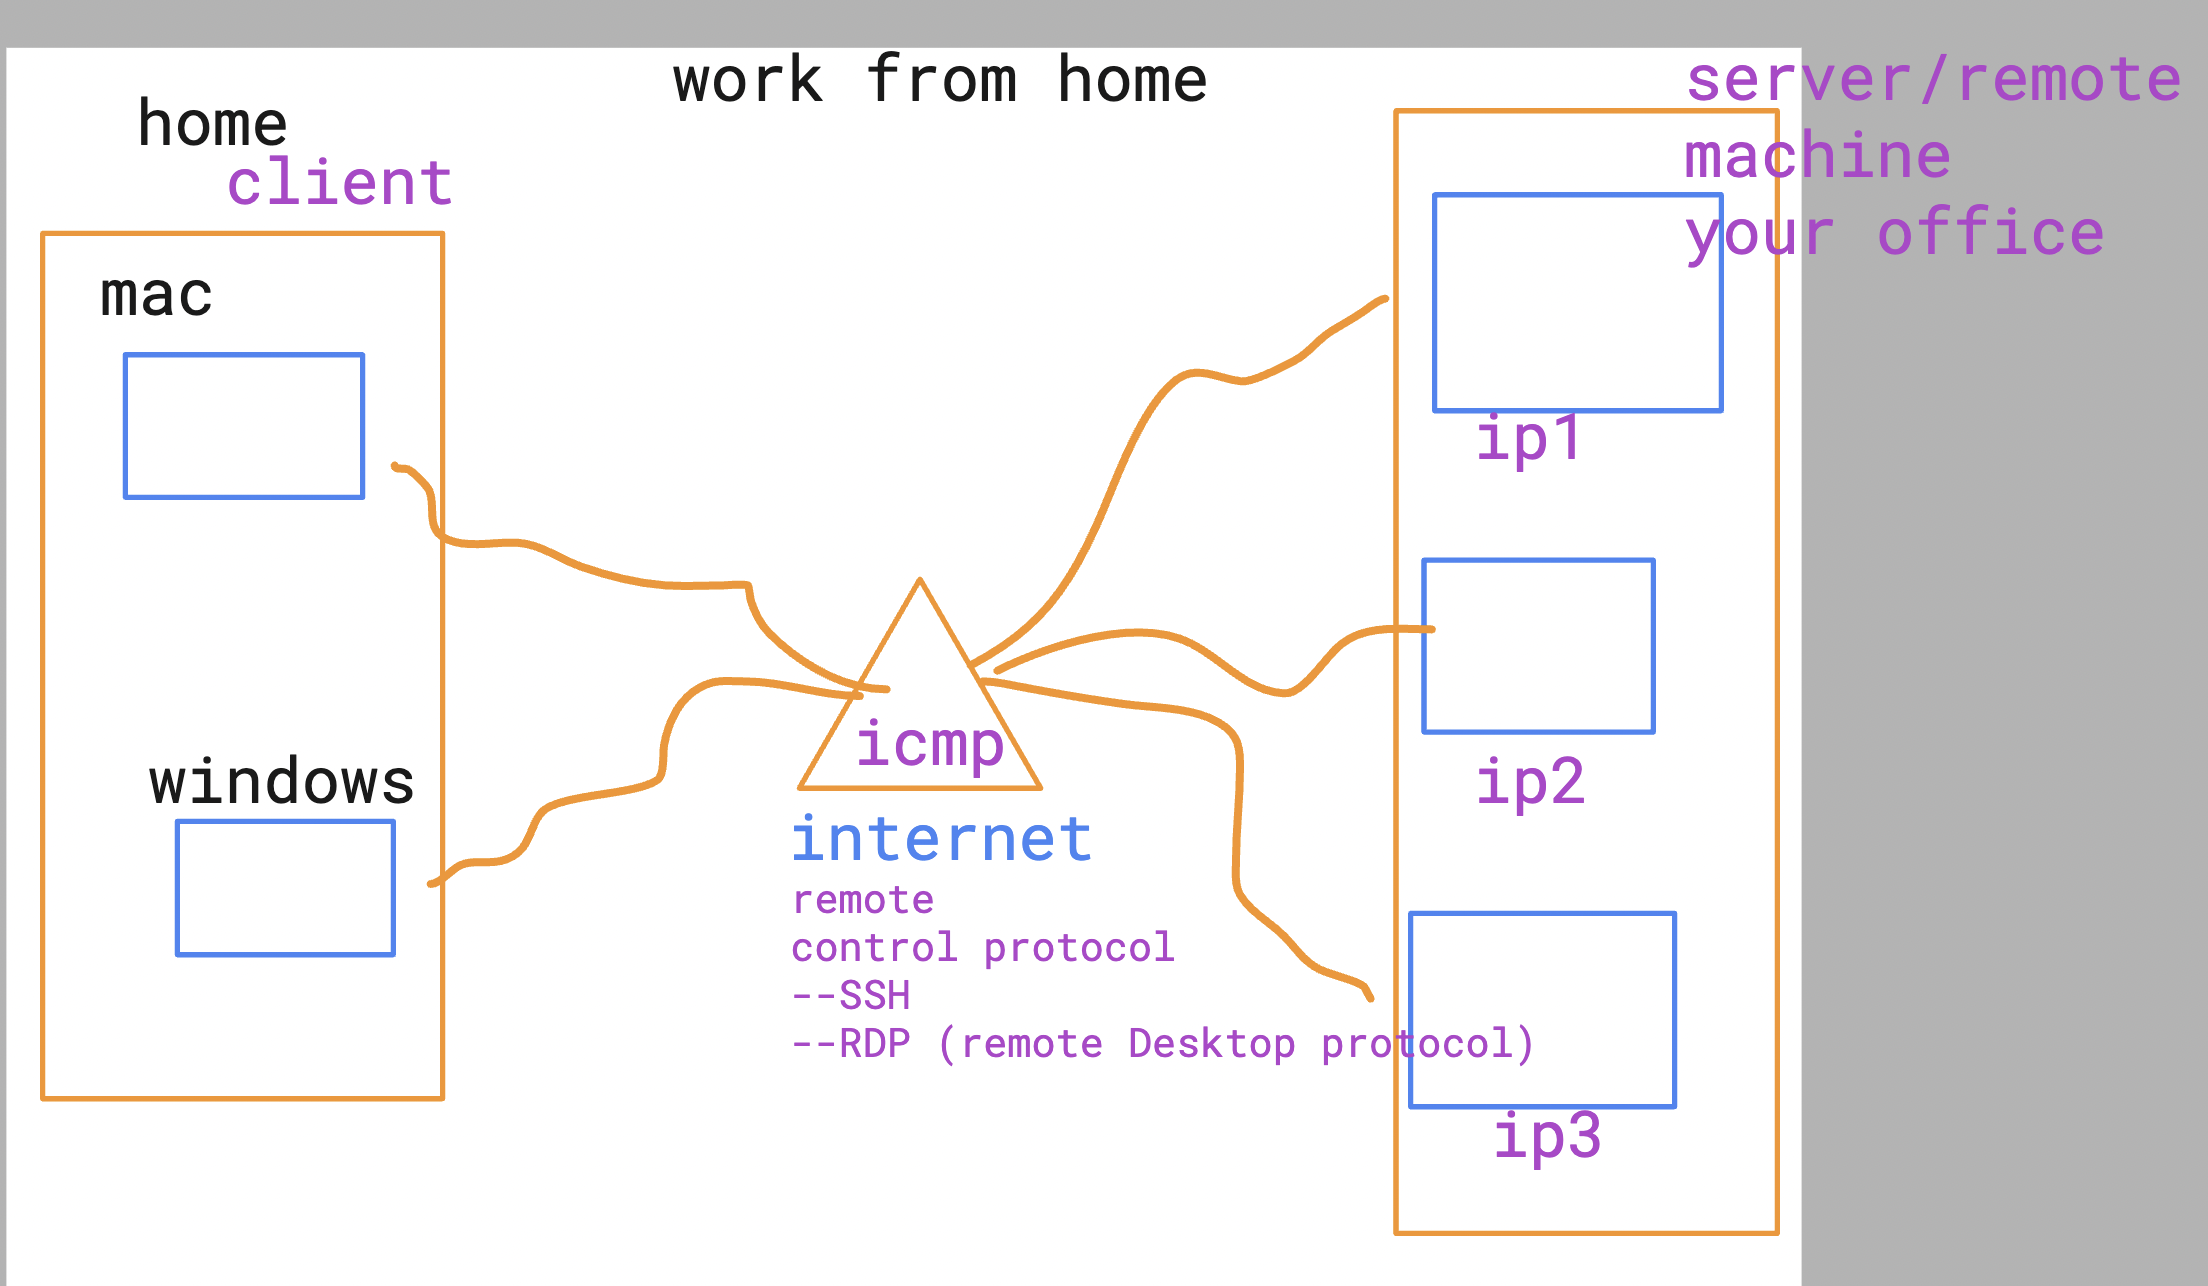 work from home
home
client
mac
windows
icmp
internet
remote
control protocol
--SSH
--RDP (remote Desktop protocol)
server/remote
machine
your office
ip1
ip2
ip3